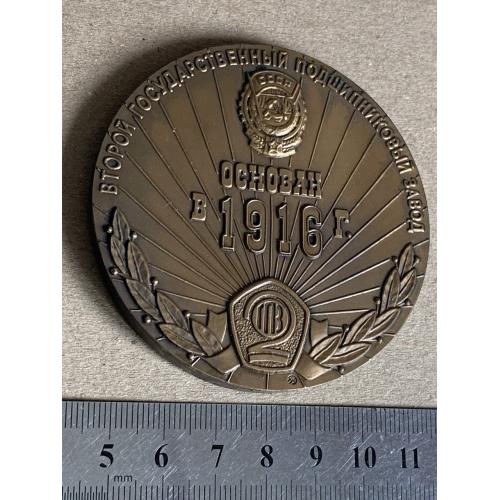 ВТОРОЙ ГОСУДАРСТВЕННЫЙ ПОДШИПНИКОВЫЙ ЗАВОД
СССР
ОСНОВАН
В 1916 Г.
2 ГПЗ
5 6 7 8 9 10 11
mm